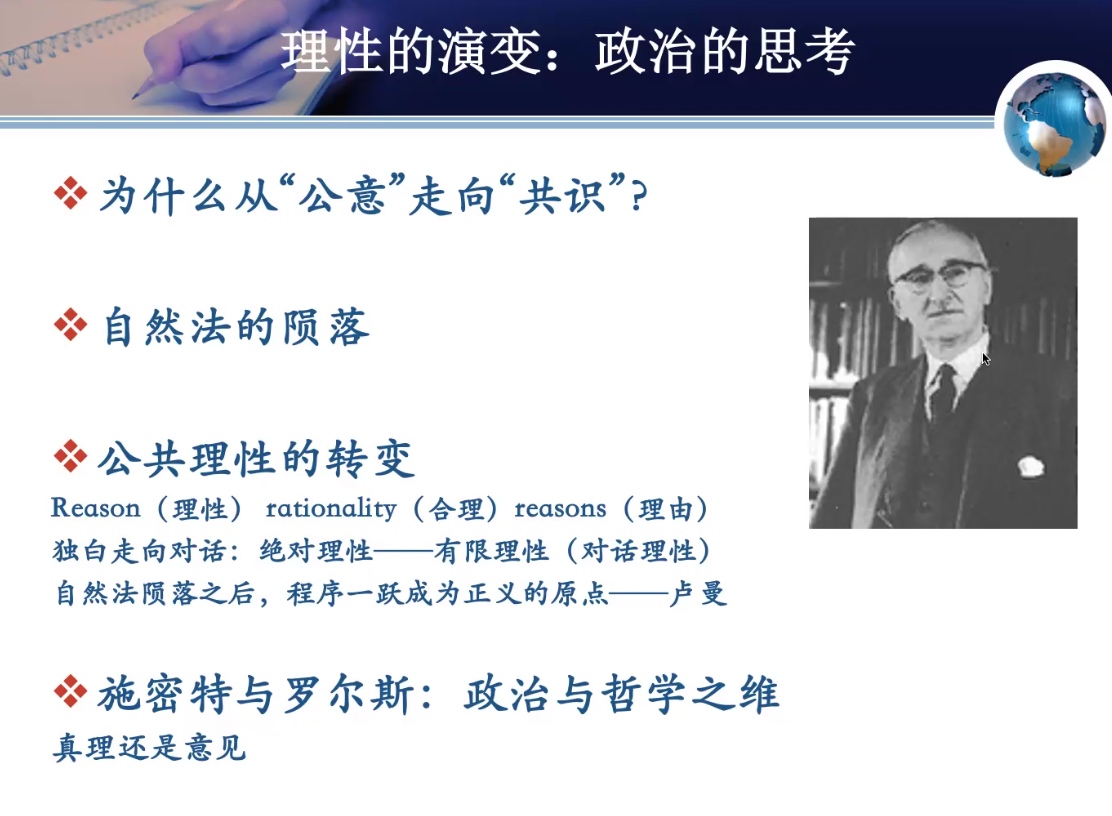 理性的演变：政治的思考
为什么从“公意”走向“共识”？
自然法的陨落
公共理性的转变
Reason（理性） rationality（合理）reasons（理由）
独白走向对话：绝对理性——有限理性（对话理性）
自然法陨落之后，程序一跃成为正义的原点——卢曼
施密特与罗尔斯：政治与哲学之维
真理还是意见